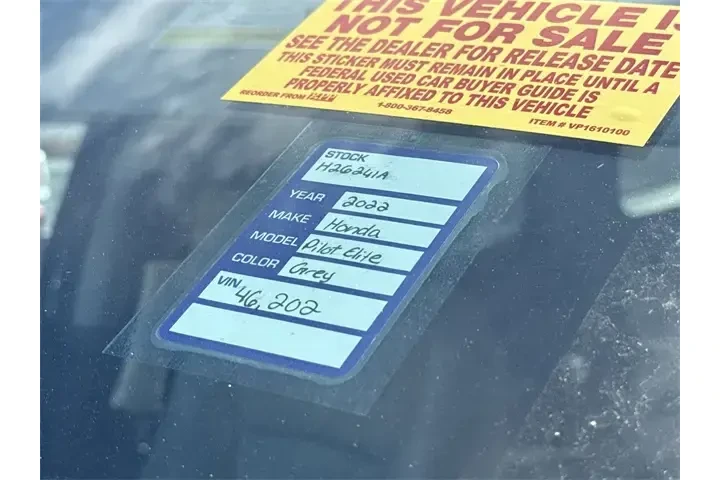 THIS VEHICLE IS
NOT FOR SALE
SEE THE DEALER FOR RELEASE DATE
THIS STICKER MUST REMAIN IN PLACE UNTIL A
FEDERAL USED CAR BUYER GUIDE IS
PROPERLY AFFIXED TO THIS VEHICLE
REORDER FROM
1-800-367-8458
ITEM # VP1610100
STOCK
H26241A
YEAR 2022
MAKE Honda
MODEL Pilot Elite
COLOR Grey
VIN 46,202